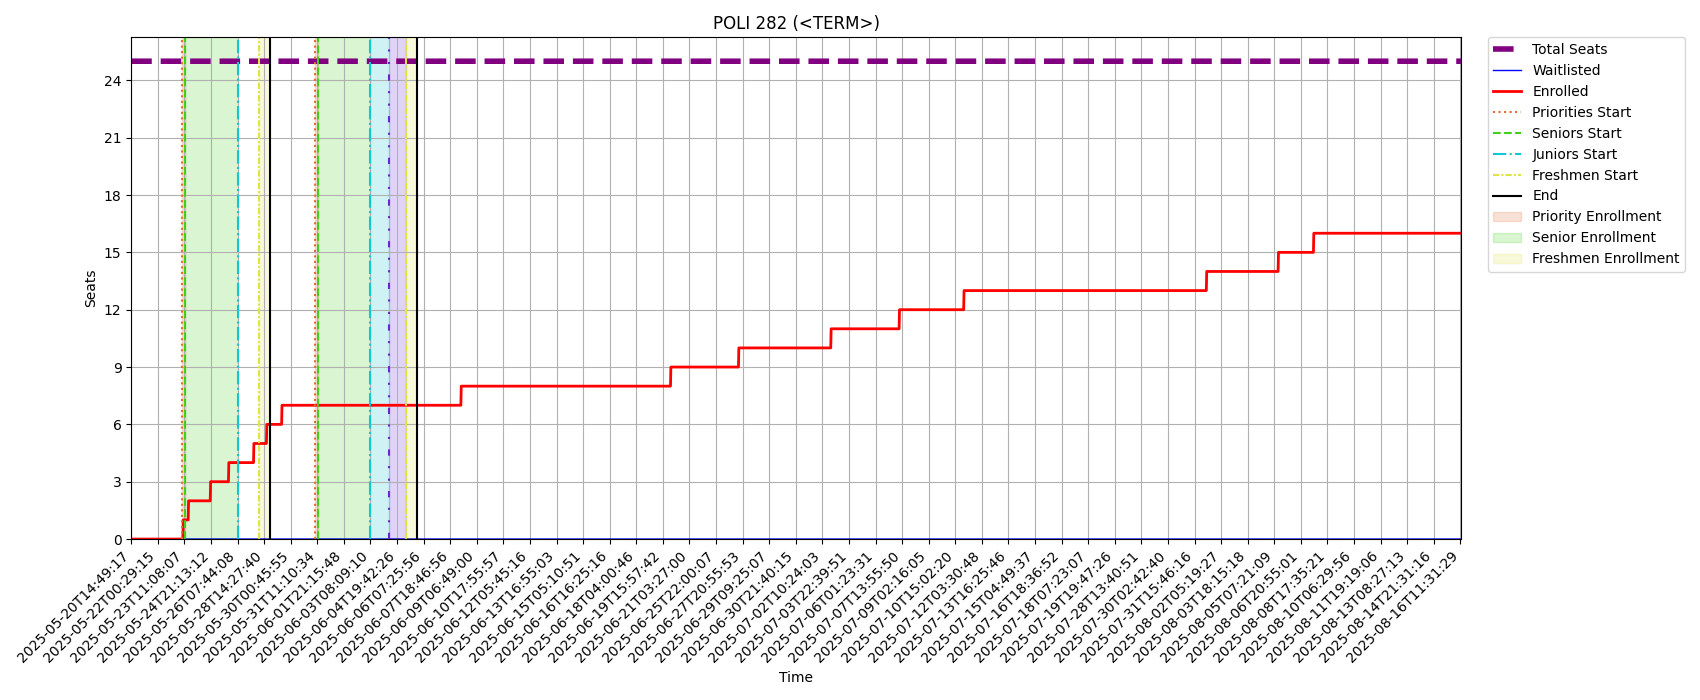 POLI 282 (<TERM>)
Total Seats
Waitlisted
Enrolled
Priorities Start
Seniors Start
Juniors Start
Freshmen Start
End
Priority Enrollment
Senior Enrollment
Freshmen Enrollment
Seats
24
21
18
15
12
9
6
3
0
2025-05-20T14:49:17
2025-05-22T00:29:15
2025-05-23T11:08:07
2025-05-24T21:13:12
2025-05-26T07:44:08
2025-05-28T14:27:40
2025-05-30T00:45:55
2025-05-31T11:10:34
2025-06-01T21:15:48
2025-06-03T08:09:10
2025-06-04T19:42:26
2025-06-06T07:25:56
2025-06-07T18:46:56
2025-06-09T06:49:00
2025-06-10T17:55:57
2025-06-12T05:45:16
2025-06-13T16:55:03
2025-06-15T05:10:51
2025-06-16T16:25:16
2025-06-18T04:00:46
2025-06-19T15:57:42
2025-06-21T03:27:00
2025-06-25T22:00:07
2025-06-27T20:55:53
2025-06-29T09:25:07
2025-06-30T21:40:15
2025-07-02T10:24:03
2025-07-03T22:39:51
2025-07-06T01:23:31
2025-07-07T13:55:50
2025-07-09T02:16:05
2025-07-10T15:02:20
2025-07-12T03:30:48
2025-07-13T16:25:46
2025-07-15T04:49:37
2025-07-16T18:36:52
2025-07-18T07:23:07
2025-07-19T19:47:26
2025-07-28T13:40:51
2025-07-30T02:42:40
2025-07-31T15:46:16
2025-08-02T05:19:27
2025-08-03T18:15:18
2025-08-05T07:21:09
2025-08-06T20:55:01
2025-08-08T17:35:21
2025-08-10T06:29:56
2025-08-11T19:19:06
2025-08-13T08:27:13
2025-08-14T21:31:16
2025-08-16T11:31:29
Time